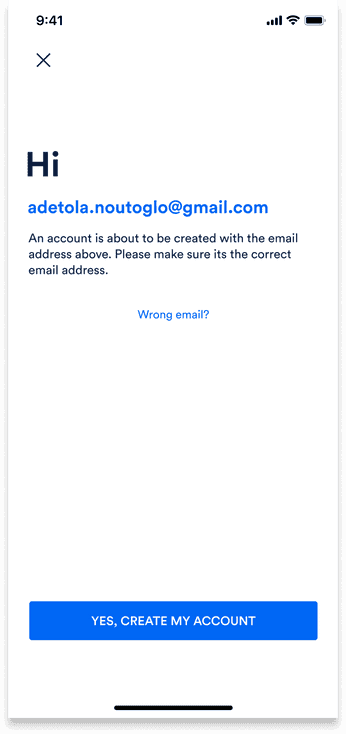 9:41
Hi
adetola.noutoglo@gmail.com
An account is about to be created with the email
address above. Please make sure its the correct
email address.
Wrong email?
YES, CREATE MY ACCOUNT